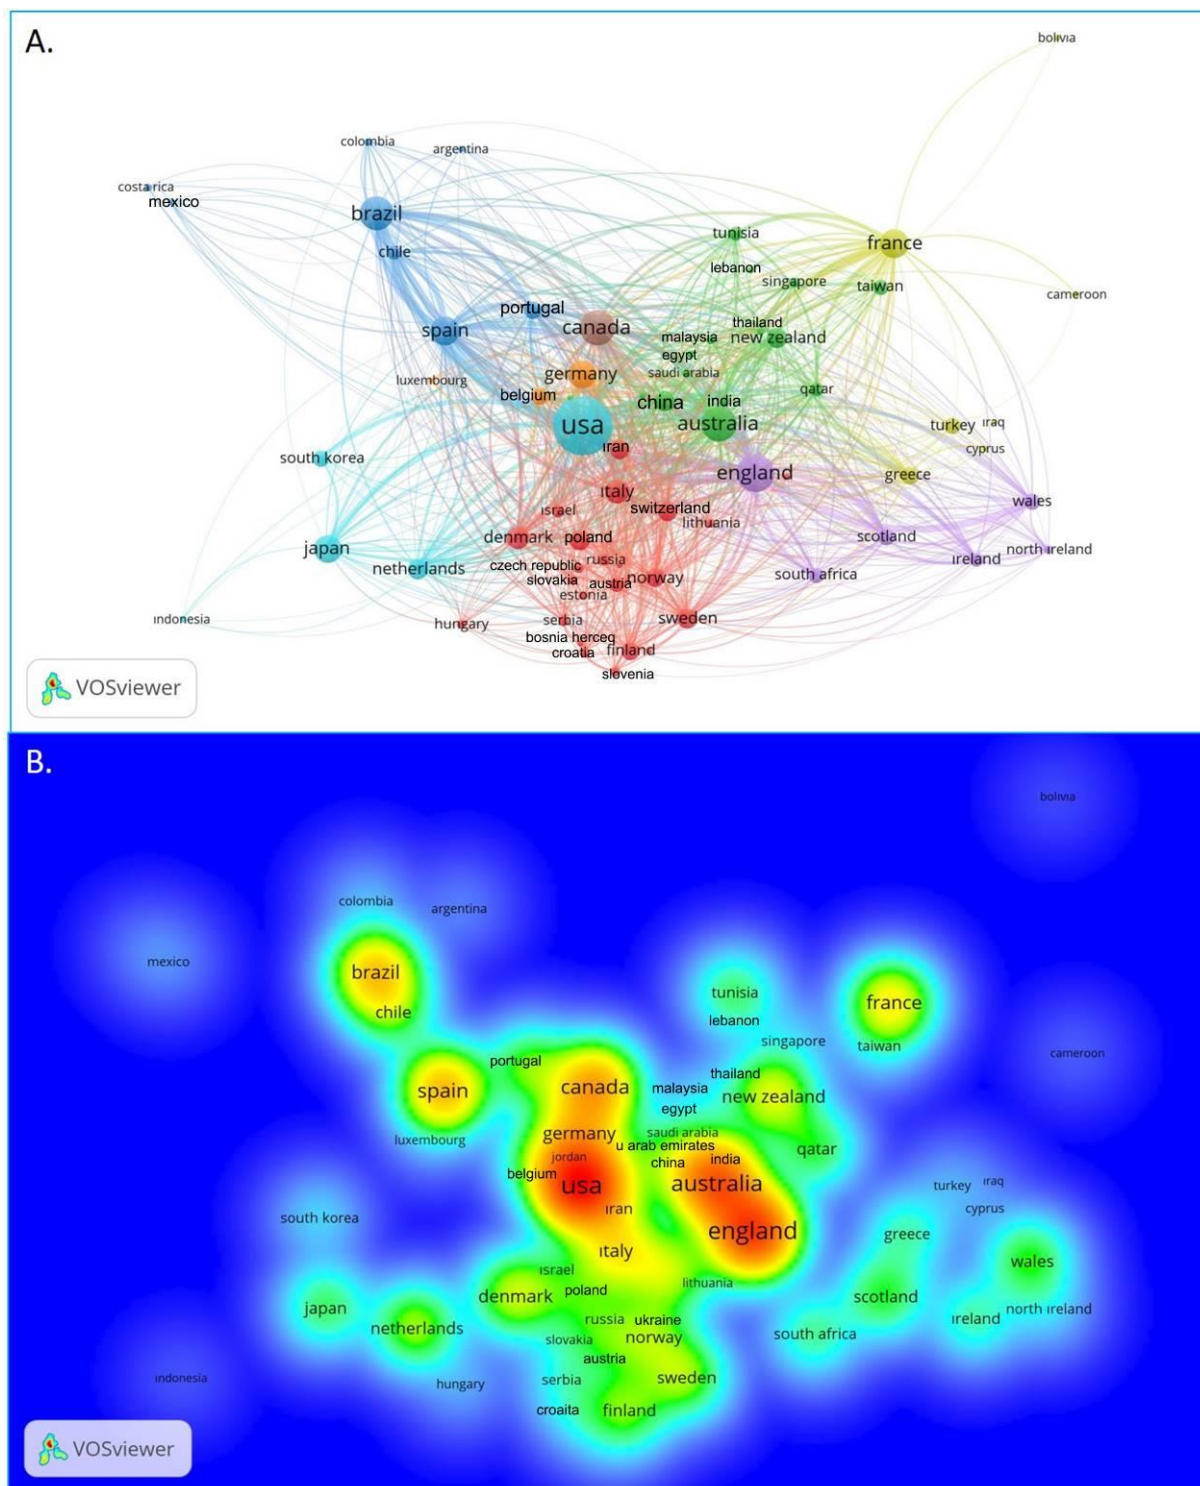 A.
bolivia
colombia
argentina
costa rica
mexico
brazil
tunisia
france
chile
lebanon
singapore
taiwan
cameroon
portugal
canada
spain
thailand
malaysia
new zealand
egypt
germany
saudi arabia
luxembourg
belgium
qatar
china
india
usa
australia
turkey
iraq
iran
cyprus
south korea
england
greece
italy
wales
israel
switzerland
lithuania
denmark
poland
scotland
japan
north ireland
czech republic
russia
ireland
netherlands
slovakia
austria
norway
south africa
estonia
indonesia
hungary
serbia
sweden
bosnia herceg
croatia
finland
slovenia
VOSviewer
B.
bolivia
colombia
argentina
mexico
brazil
tunisia
france
chile
lebanon
singapore
taiwan
cameroon
portugal
thailand
canada
malaysia
spain
new zealand
egypt
germany
saudi arabia
luxembourg
u arab emirates
qatar
jordan
china
india
belgium
usa
australia
turkey
iraq
iran
cyprus
south korea
england
greece
italy
wales
israel
lithuania
denmark
poland
scotland
japan
north ireland
russia
ukraine
ireland
netherlands
slovakia
norway
south africa
austria
indonesia
hungary
serbia
sweden
croaita
finland
VOSviewer